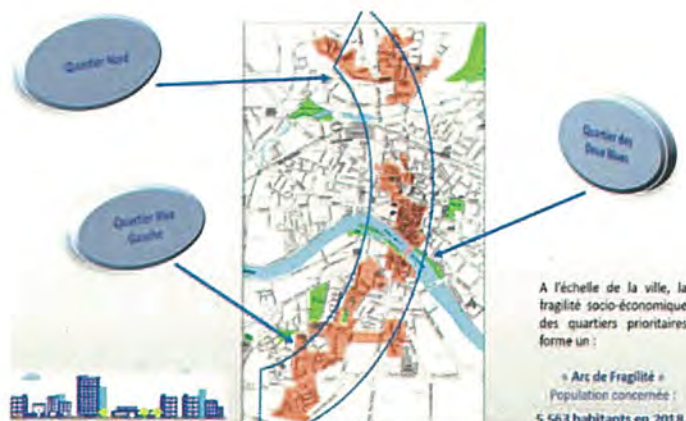 Quartier Nord
Quartier des
Deux Rives
Quartier Rive
Gauche
A l'échelle de la ville, la
fragilité socio-économique
des quartiers prioritaires
forme un :
« Arc de Fragilité »
Population concernée :
5 563 habitants en 2018